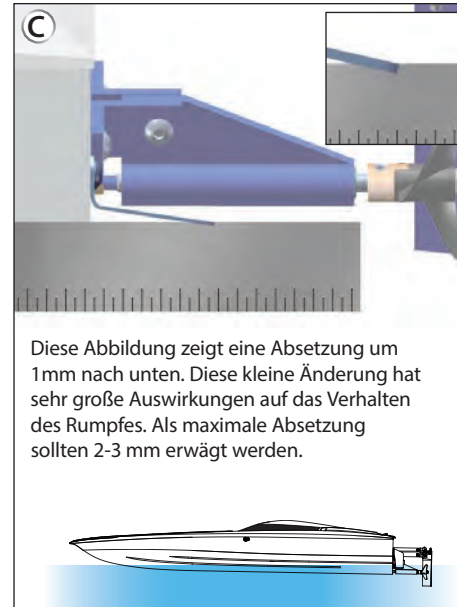 C
Diese Abbildung zeigt eine Absetzung um
1mm nach unten. Diese kleine Änderung hat
sehr große Auswirkungen auf das Verhalten
des Rumpfes. Als maximale Absetzung
sollten 2-3 mm erwägt werden.